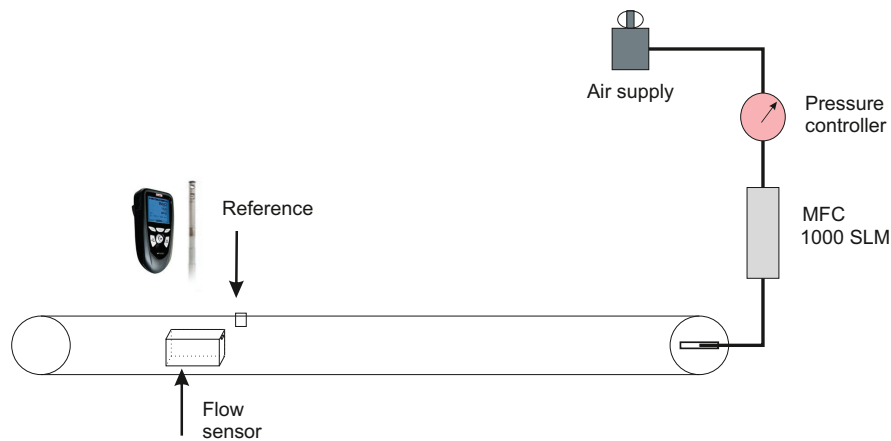 Air supply
Pressure
controller
Reference
MFC
1000 SLM
Flow
sensor